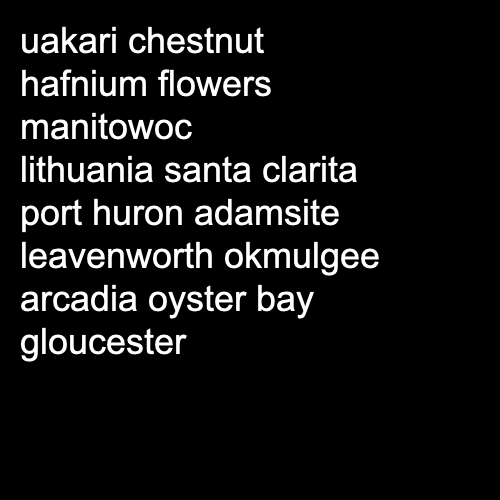 uakari chestnut
hafnium flowers
manitowoc
lithuania santa clarita
port huron adamsite
leavenworth okmulgee
arcadia oyster bay
gloucester